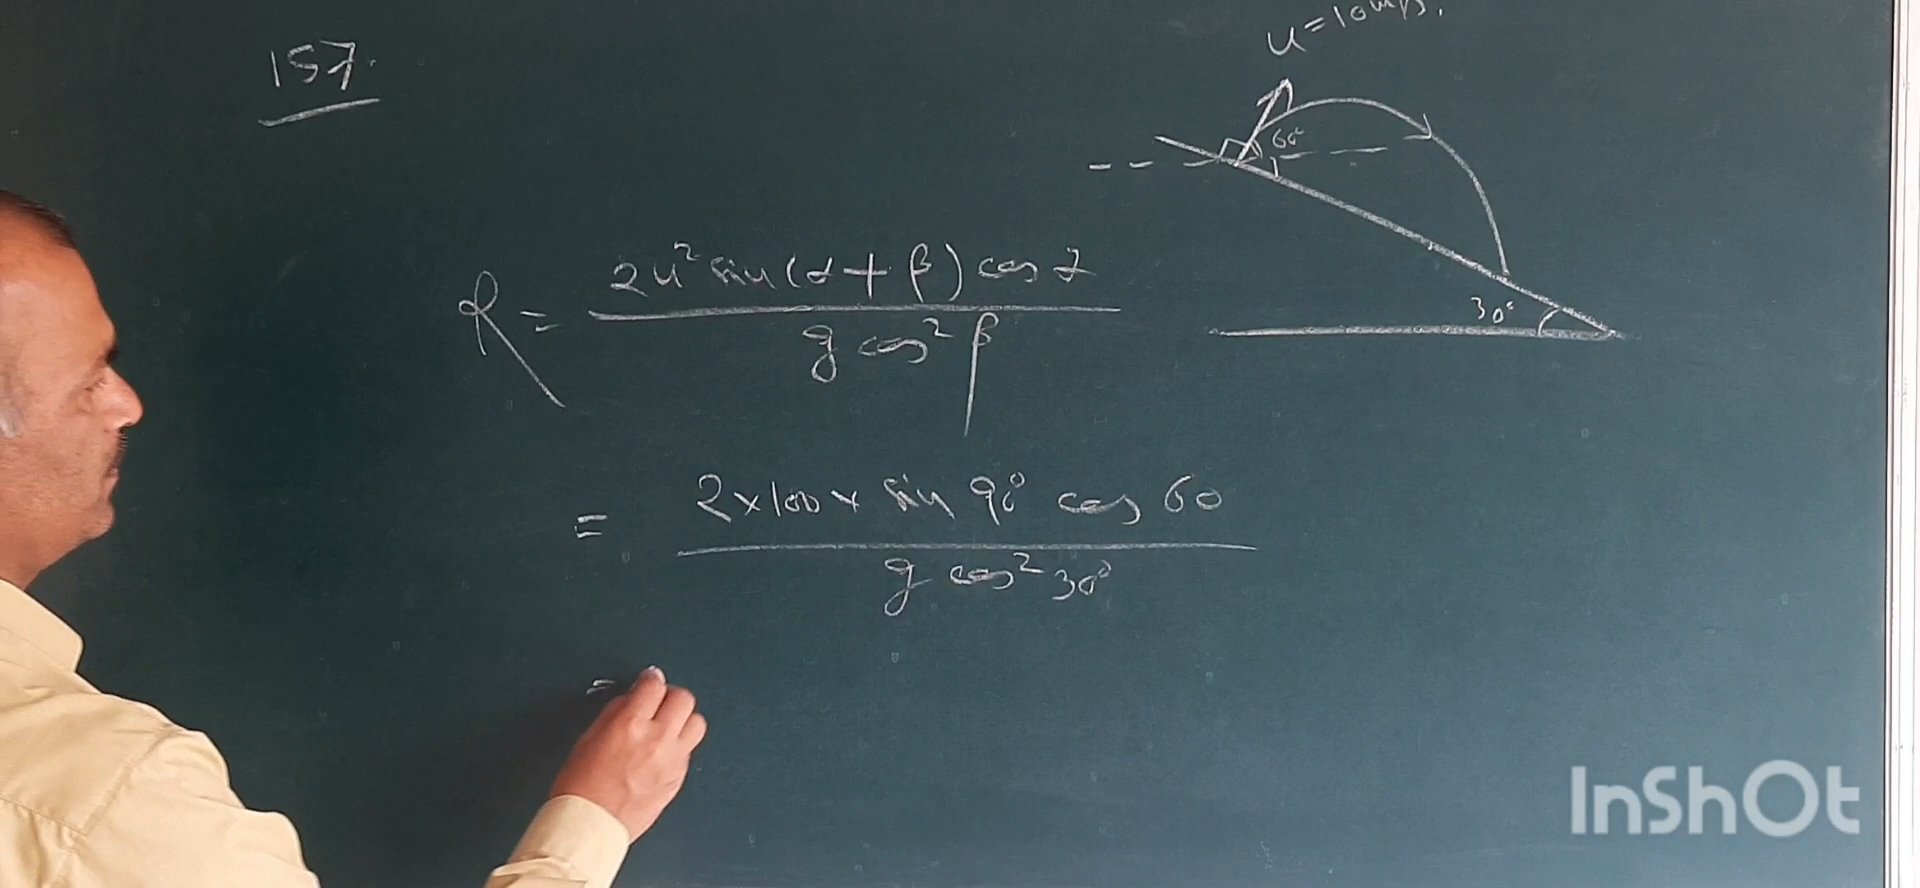 157.
u=10m/s.
60°
R = 2u² sin(α+β) cos α
g cos² β
30°
= 2×100× sin 90° cos 60
g cos² 30°
=
InShOt